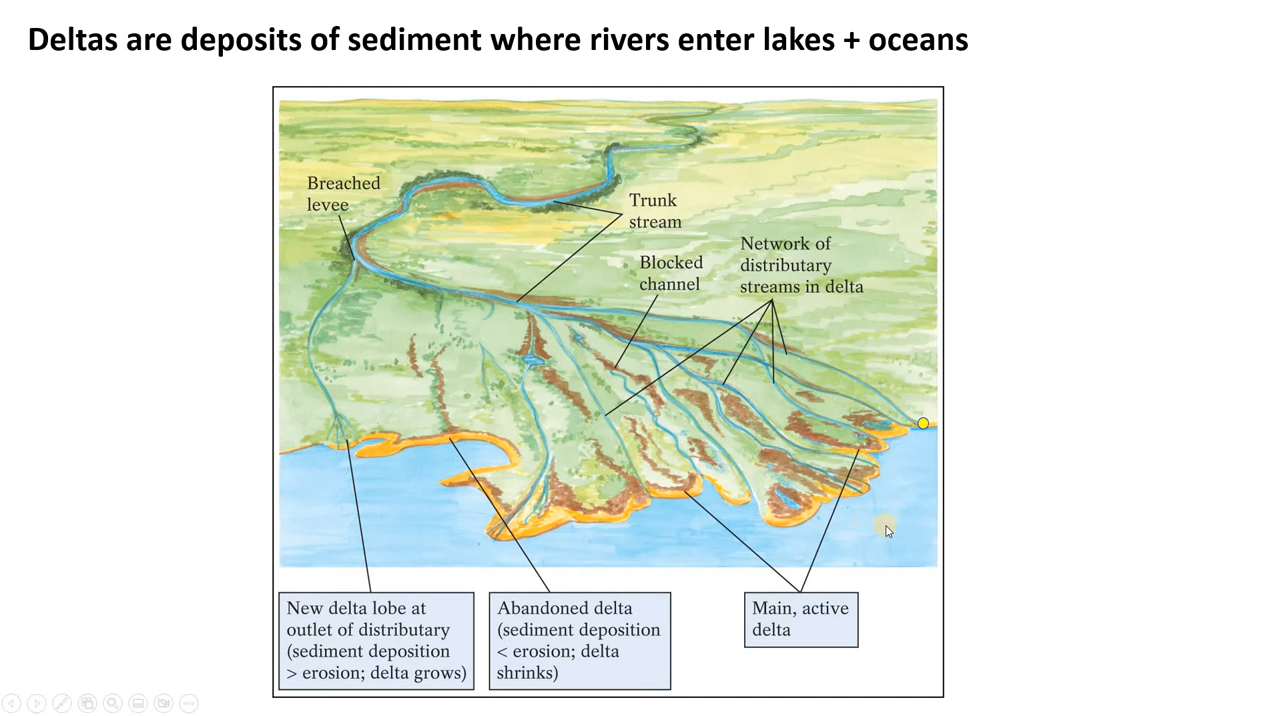 Deltas are deposits of sediment where rivers enter lakes + oceans
Breached
levee
Trunk
stream
Blocked
channel
Network of
distributary
streams in delta
New delta lobe at
outlet of distributary
(sediment deposition
> erosion; delta grows)
Abandoned delta
(sediment deposition
< erosion; delta
shrinks)
Main, active
delta